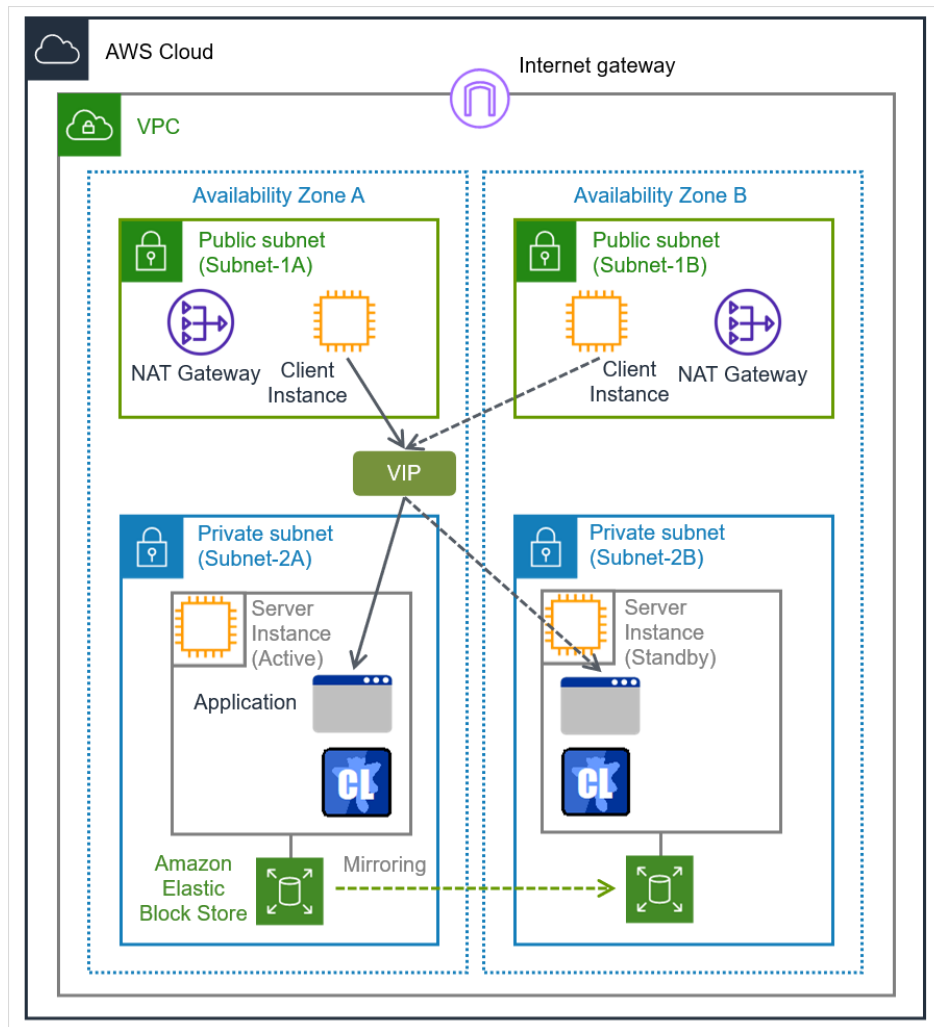 AWS Cloud
Internet gateway
VPC
Availability Zone A
Availability Zone B
Public subnet
(Subnet-1A)
Public subnet
(Subnet-1B)
NAT Gateway
Client
Instance
Client
Instance
NAT Gateway
VIP
Private subnet
(Subnet-2A)
Private subnet
(Subnet-2B)
Server
Instance
(Active)
Server
Instance
(Standby)
Application
CL
CL
Amazon
Elastic
Block Store
Mirroring